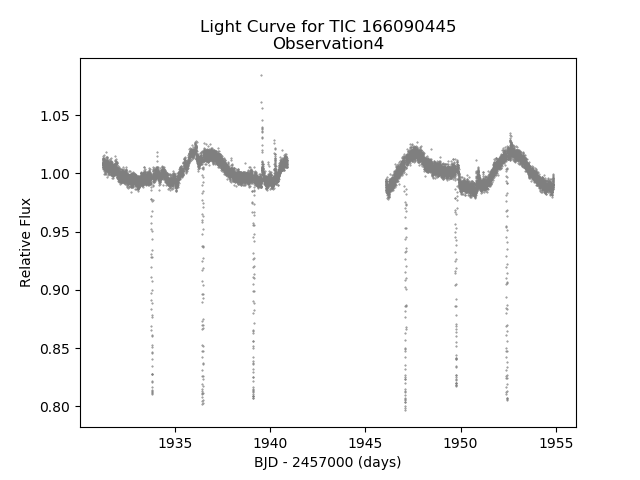 Light Curve for TIC 166090445
Observation4
Relative Flux
1.05
1.00
0.95
0.90
0.85
0.80
1935
1940
1945
1950
1955
BJD - 2457000 (days)